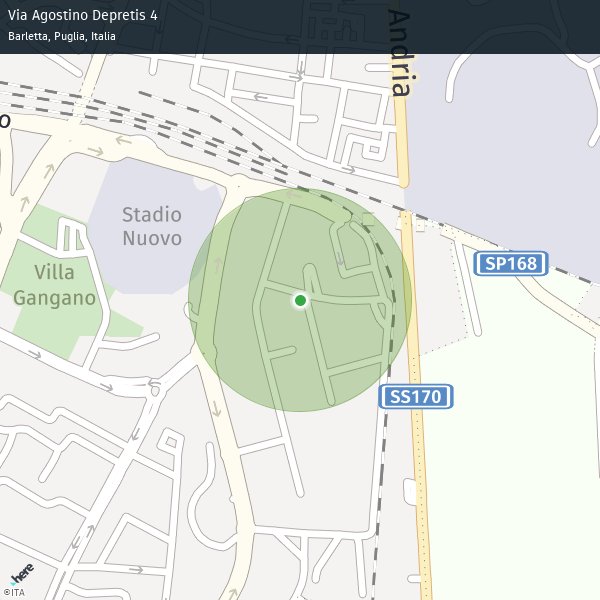 Via Agostino Depretis 4
Barletta, Puglia, Italia
Andria
o
Stadio
Nuovo
SP168
Villa
Gangano
SS170
here
©ITA